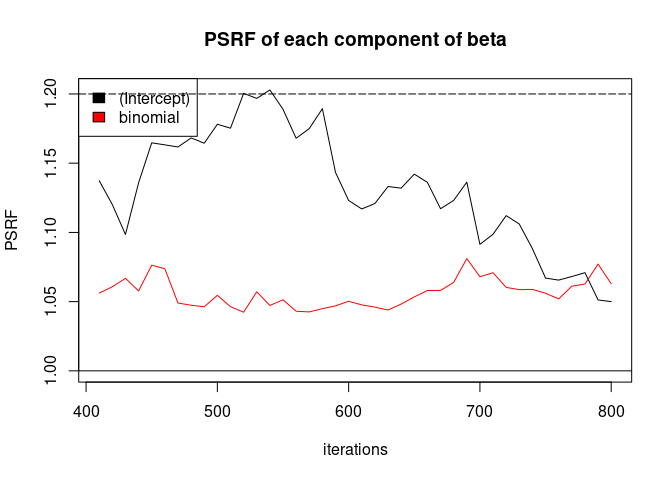 PSRF of each component of beta
1.20
(Intercept)
binomial
1.15
PSRF
1.10
1.05
1.00
400 500 600 700 800
iterations